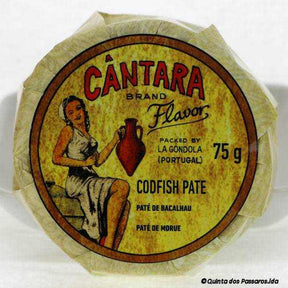 CÂNTARA
BRAND
Flavor
PACKED BY
LA GONDOLA
(PORTUGAL)
75 g
CODFISH PATE
PATÉ DE BACALHAU
PATÉ DE MORUE
© Quinta dos Passaros.lda